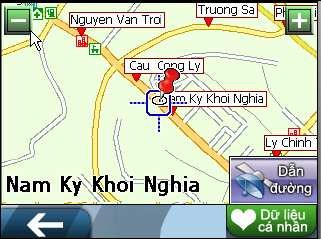 Nguyen Van Troi
Truong Sa
Cau Cong Ly
Nam Ky Khoi Nghia
Ly Chinh
Nam Ky Khoi Nghia
Dẫn
đường
Dữ liệu
cá nhân